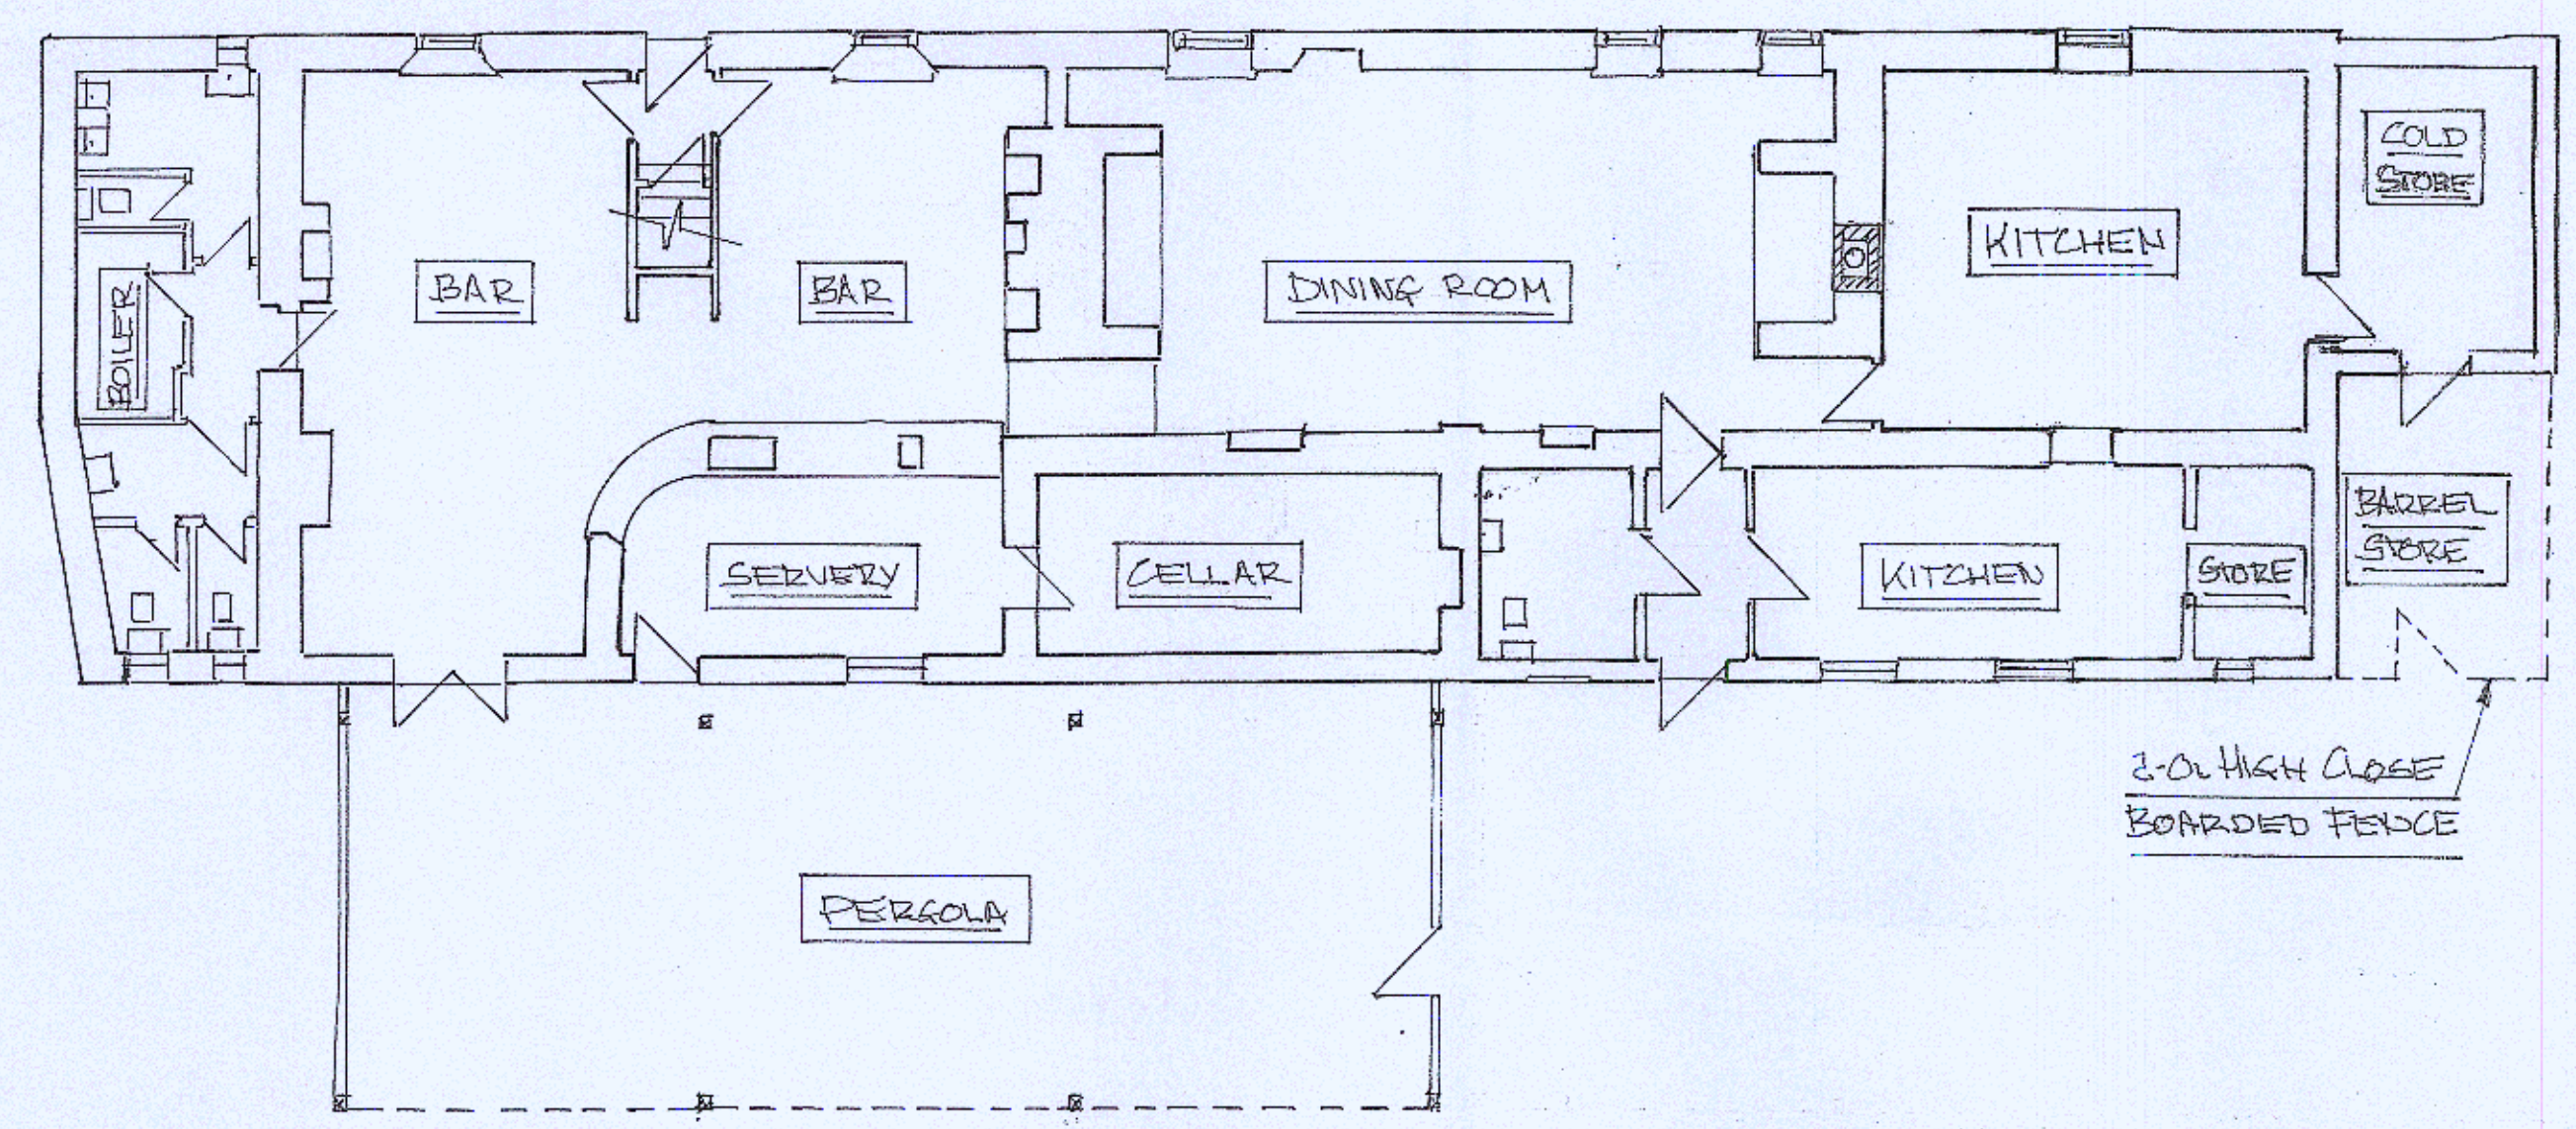 COLD
STORE
KITCHEN
BAR
BAR
DINING ROOM
BOILER
BARREL
STORE
SERVERY
CELLAR
KITCHEN
STORE
HIGH CLOSE
BOARDED FENCE
PERGOLA